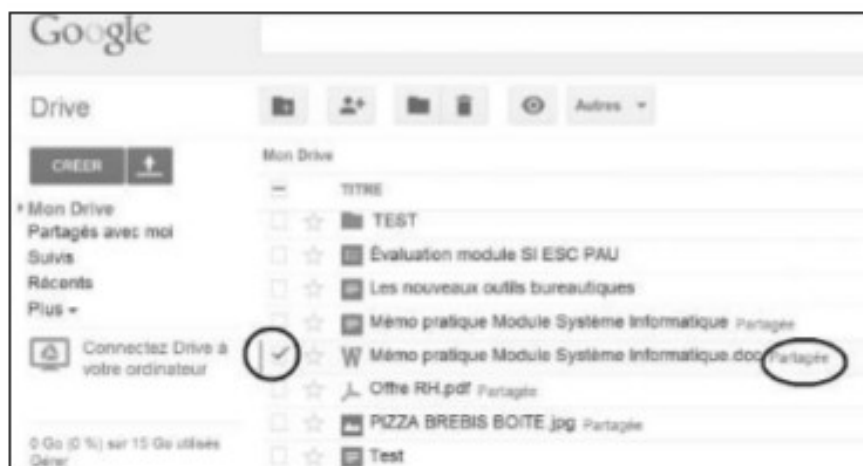 Google
Drive
Autres
CRÉER
Mon Drive
TITRE
Mon Drive
Partagés avec moi
Suivis
Récents
Plus
Connectez Drive à
votre ordinateur
0 Go (0 %) sur 15 Go utilisés
Gérer
TEST
Évaluation module SI ESC PAU
Les nouveaux outils bureautiques
Mémo pratique Module Système Informatique Partagée
Mémo pratique Module Système Informatique.doc Partagée
Offre RH.pdf Partagée
PIZZA BREBIS BOITE.jpg Partagée
Test